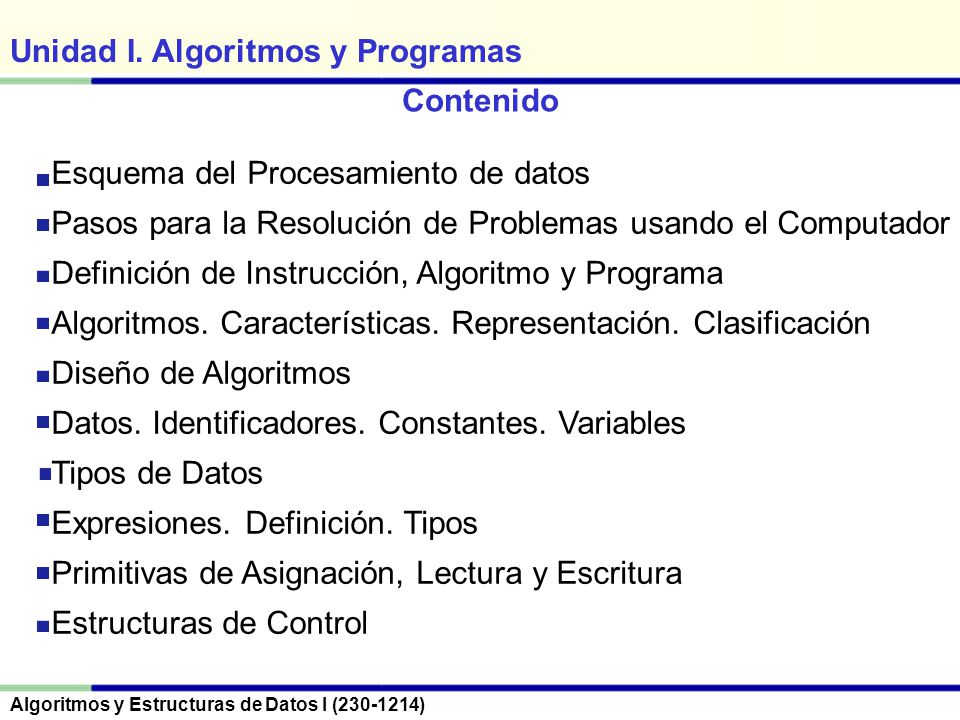 Unidad I. Algoritmos y Programas
Contenido
Esquema del Procesamiento de datos
Pasos para la Resolución de Problemas usando el Computador
Definición de Instrucción, Algoritmo y Programa
Algoritmos. Características. Representación. Clasificación
Diseño de Algoritmos
Datos. Identificadores. Constantes. Variables
Tipos de Datos
Expresiones. Definición. Tipos
Primitivas de Asignación, Lectura y Escritura
Estructuras de Control
Algoritmos y Estructuras de Datos I (230-1214)